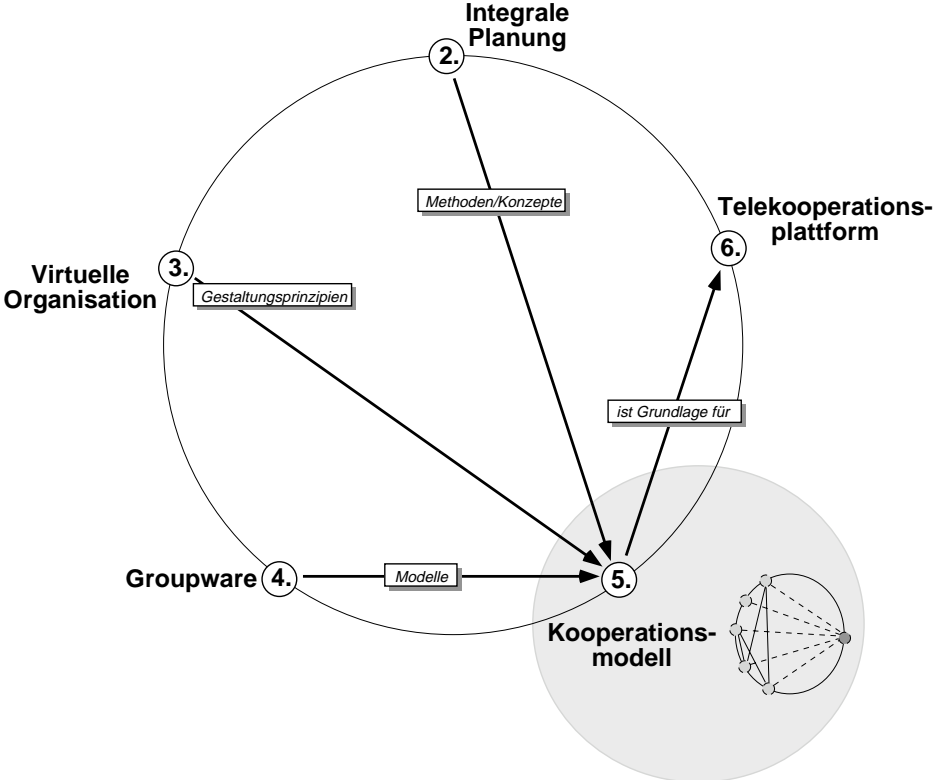 Integrale
Planung
2.
Methoden/Konzepte
Telekooperations-
plattform
6.
3.
Virtuelle
Organisation
Gestaltungsprinzipien
ist Grundlage für
Groupware
4.
Modelle
5.
Kooperations-
modell